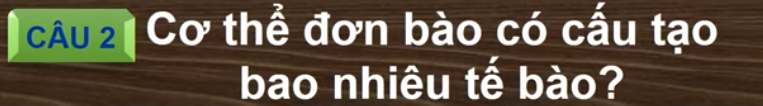 CÂU 2 Cơ thể đơn bào có cấu tạo
bao nhiêu tế bào?